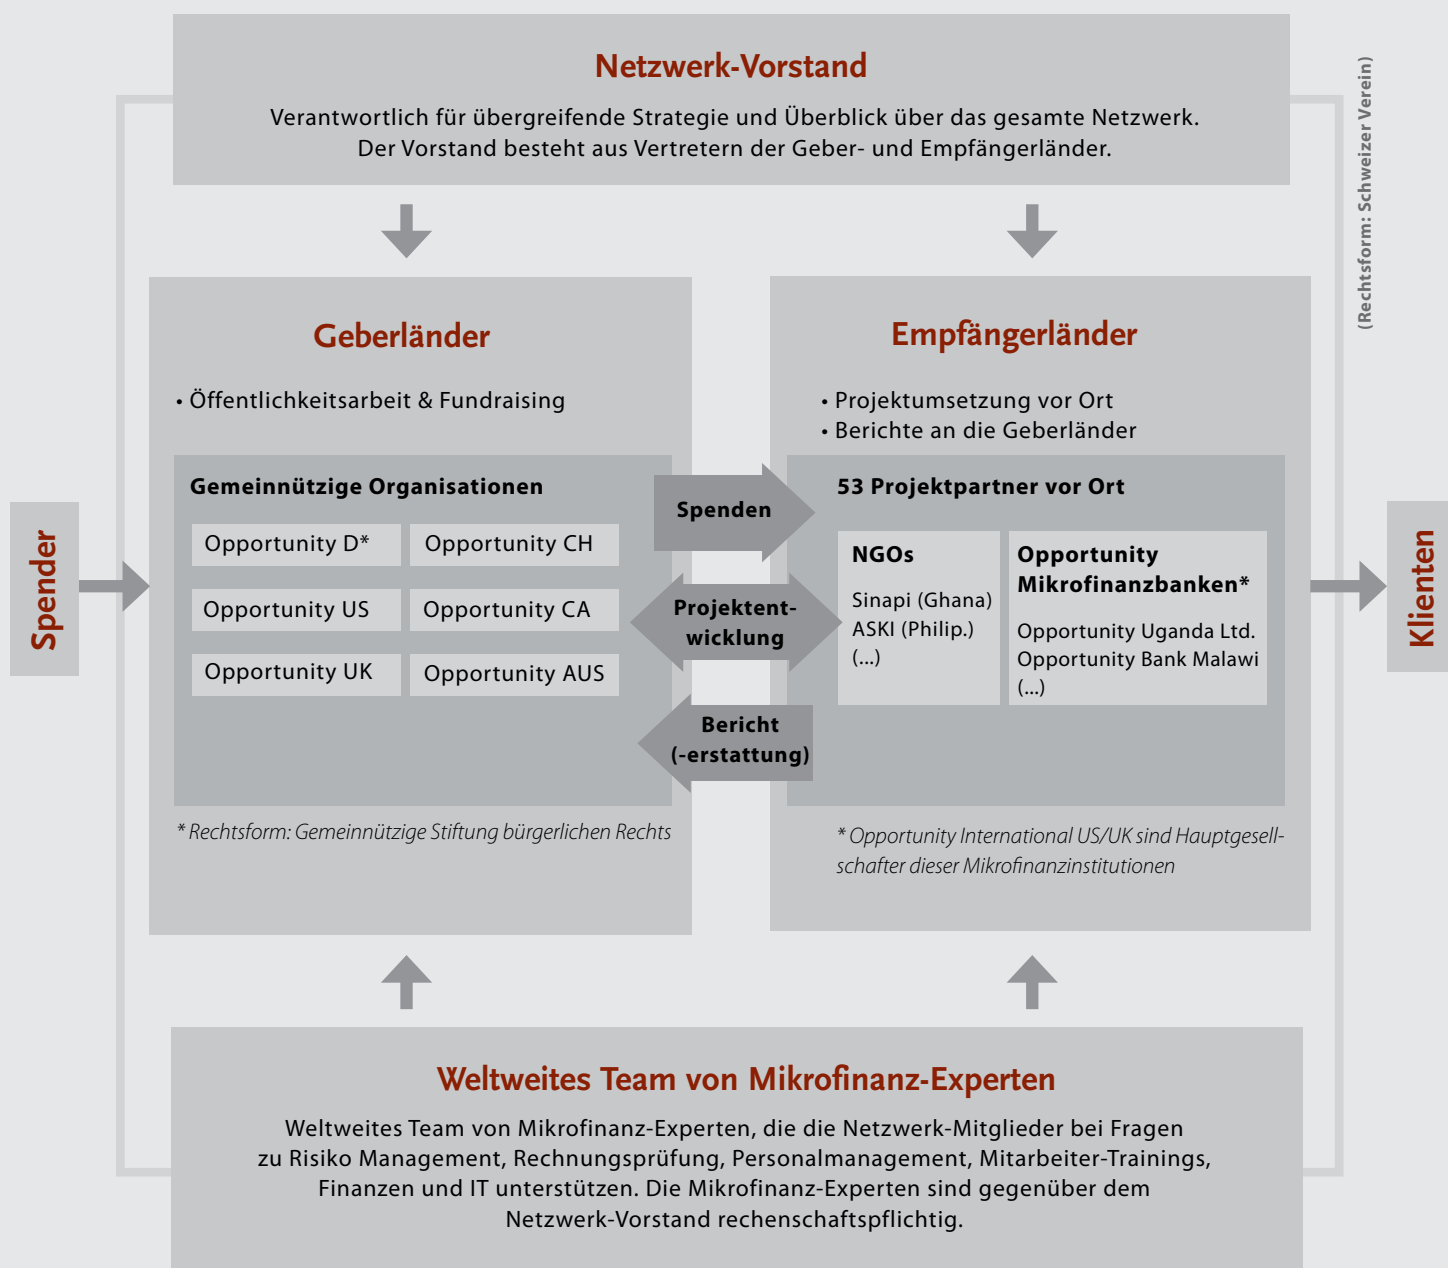 Netzwerk-Vorstand
Verantwortlich für übergreifende Strategie und Überblick über das gesamte Netzwerk.
Der Vorstand besteht aus Vertretern der Geber- und Empfängerländer.
(Rechtsform: Schweizer Verein)
Spender
Geberländer
• Öffentlichkeitsarbeit & Fundraising
Gemeinnützige Organisationen
Opportunity D*
Opportunity CH
Opportunity US
Opportunity CA
Opportunity UK
Opportunity AUS
* Rechtsform: Gemeinnützige Stiftung bürgerlichen Rechts
Spenden
Projektent-
wicklung
Bericht
(-erstattung)
Empfängerländer
• Projektumsetzung vor Ort
• Berichte an die Geberländer
53 Projektpartner vor Ort
NGOs
Sinapi (Ghana)
ASKI (Philip.)
(...)
Opportunity
Mikrofinanzbanken*
Opportunity Uganda Ltd.
Opportunity Bank Malawi
(...)
* Opportunity International US/UK sind Hauptgesell-
schafter dieser Mikrofinanzinstitutionen
Klienten
Weltweites Team von Mikrofinanz-Experten
Weltweites Team von Mikrofinanz-Experten, die die Netzwerk-Mitglieder bei Fragen
zu Risiko Management, Rechnungsprüfung, Personalmanagement, Mitarbeiter-Trainings,
Finanzen und IT unterstützen. Die Mikrofinanz-Experten sind gegenüber dem
Netzwerk-Vorstand rechenschaftspflichtig.